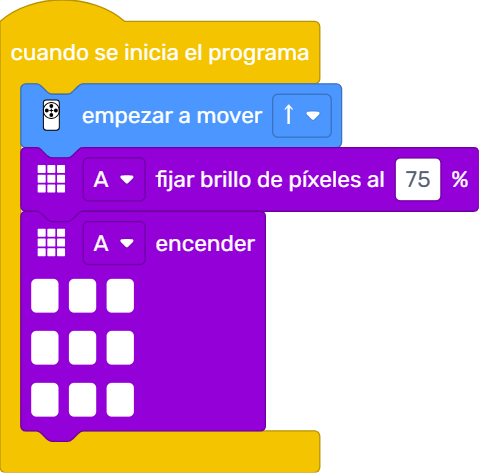 cuando se inicia el programa
empezar a mover ↑
A fijar brillo de píxeles al 75 %
A encender